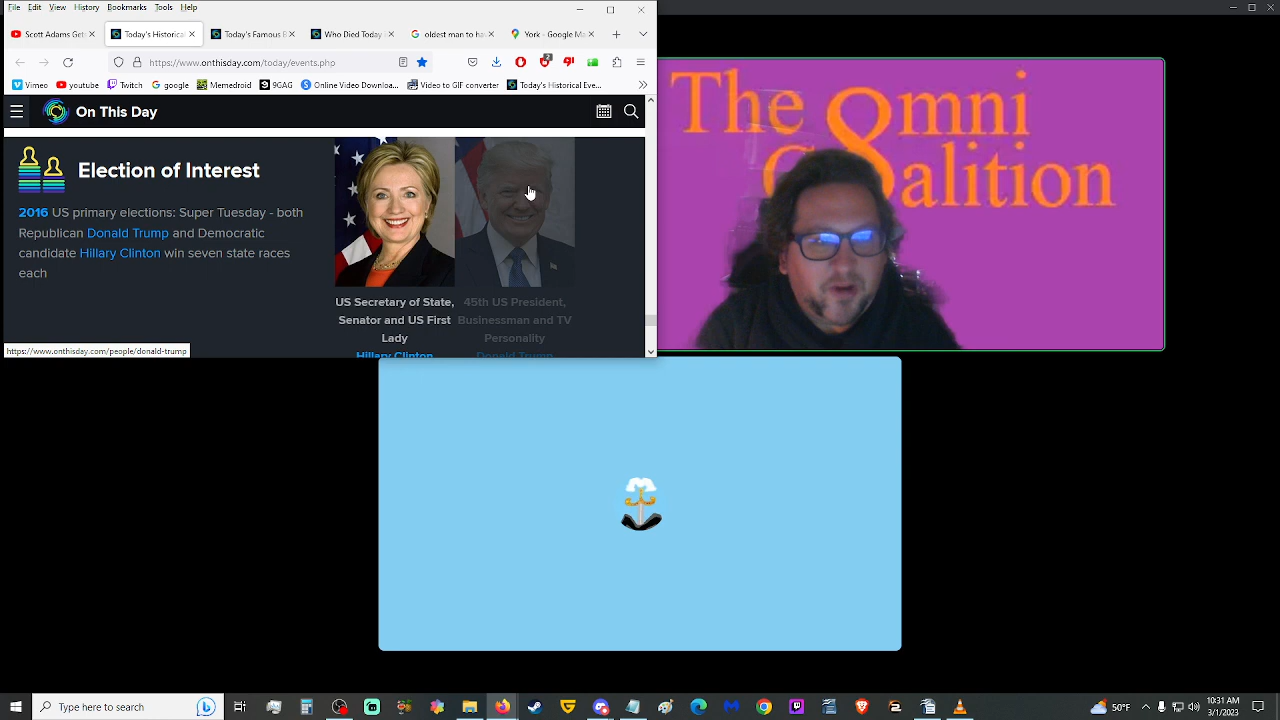 File Edit View History Bookmarks Tools Help
Scott Adams Get
Today's Historica
Today's Famous B
Who Died Today
oldest man to ha
York - Google Ma
https://www.onthisday.com/today/events.php
2
Vimeo youtube Twitch google Memedroid 9GAG Online Video Downloa... Video to GIF converter Today's Historical Eve...
On This Day
Election of Interest
2016 US primary elections: Super Tuesday - both
Republican Donald Trump and Democratic
candidate Hillary Clinton win seven state races
each
US Secretary of State,
Senator and US First
Lady
Hillary Clinton
45th US President,
Businessman and TV
Personality
Donald Trump
https://www.onthisday.com/people/donald-trump
The Omni
alition
Type here to search
50°F
10:31 AM
3/1/2023